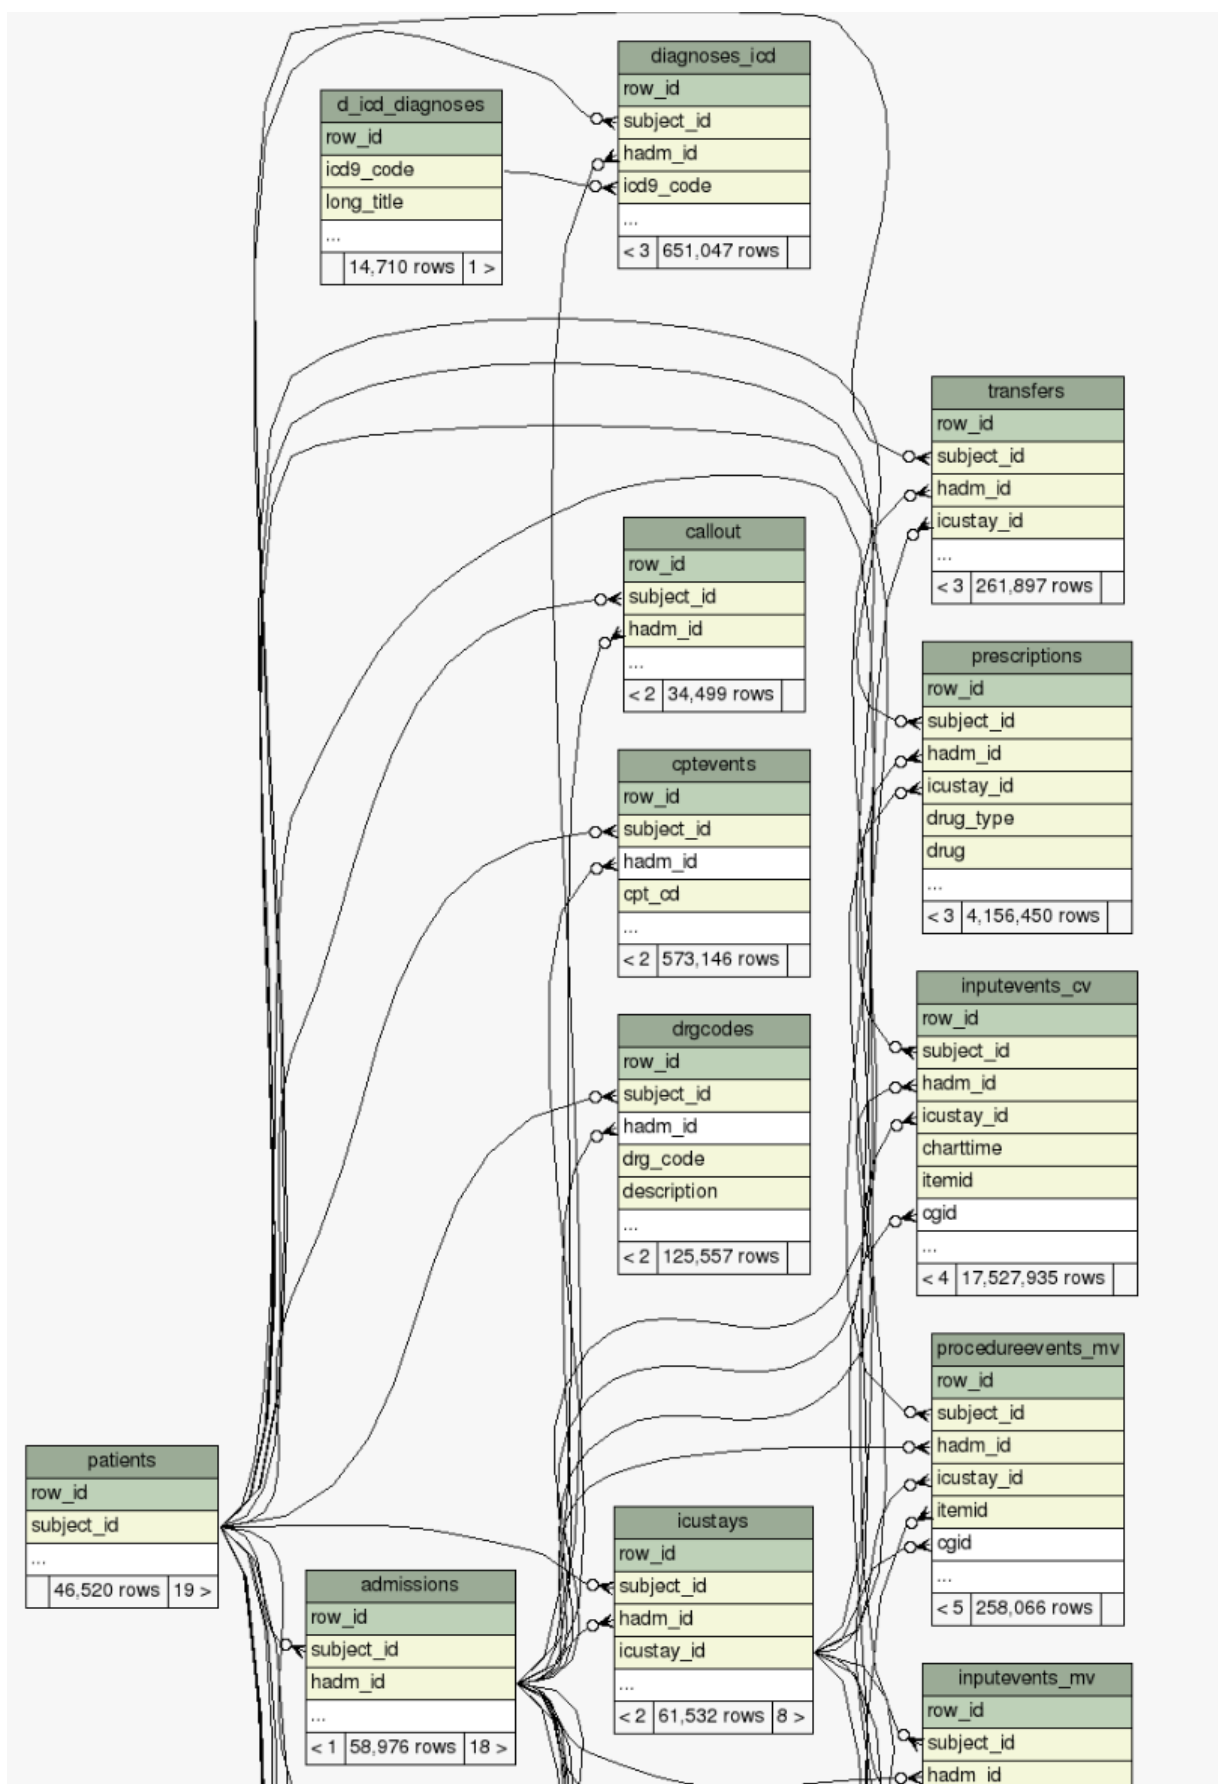 diagnoses_icd
row_id
subject_id
hadm_id
icd9_code
...
< 3 651,047 rows
d_icd_diagnoses
row_id
icd9_code
long_title
...
14,710 rows 1 >
transfers
row_id
subject_id
hadm_id
icustay_id
...
< 3 261,897 rows
callout
row_id
subject_id
hadm_id
...
< 2 34,499 rows
prescriptions
row_id
subject_id
hadm_id
icustay_id
drug_type
drug
...
< 3 4,156,450 rows
cptevents
row_id
subject_id
hadm_id
cpt_cd
...
< 2 573,146 rows
inputevents_cv
row_id
subject_id
hadm_id
icustay_id
charttime
itemid
cgid
...
< 4 17,527,935 rows
drgcodes
row_id
subject_id
hadm_id
drg_code
description
...
< 2 125,557 rows
procedureevents_mv
row_id
subject_id
hadm_id
icustay_id
itemid
cgid
...
< 5 258,066 rows
patients
row_id
subject_id
...
46,520 rows 19 >
icustays
row_id
subject_id
hadm_id
icustay_id
...
< 2 61,532 rows 8 >
admissions
row_id
subject_id
hadm_id
...
< 1 58,976 rows 18 >
inputevents_mv
row_id
subject_id
hadm_id